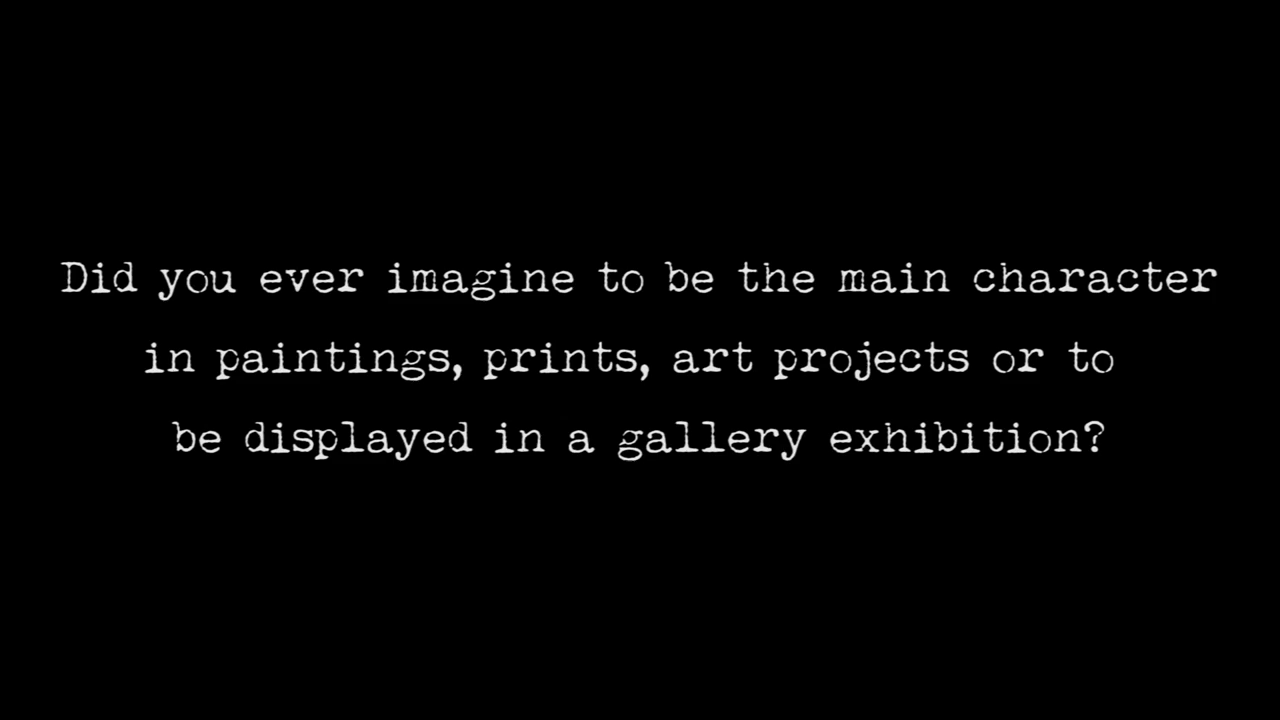 Did you ever imagine to be the main character
in paintings, prints, art projects or to
be displayed in a gallery exhibition?